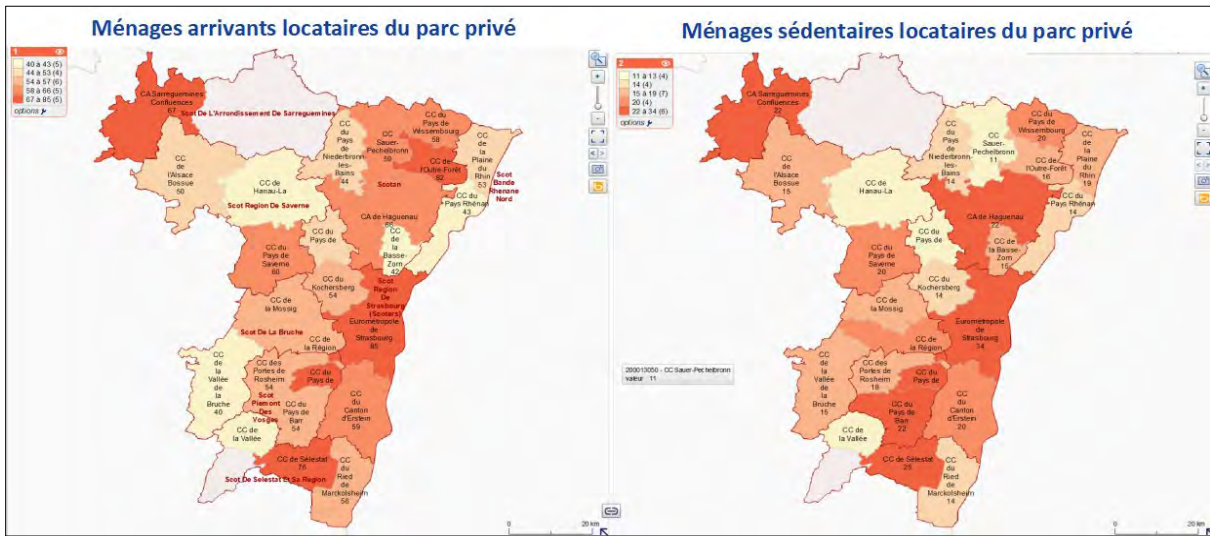 Ménages arrivants locataires du parc privé
1
40 à 43 (5)
44 à 53 (4)
54 à 57 (6)
58 à 66 (5)
67 à 85 (5)
options
CA Sarreguemines
Confluences
67
Scot De L'Arrondissement De Sarreguemines
CC
de
l'Alsace
Bossue
50
CC de
Hanau-La
Scot Region De Saverne
CC
du
Pays
de
Niederbronn-
les-
Bains
44
CC
Sauer-
Pechelbronn
59
CC du
Pays de
Wissembourg
58
CC de
l'Outre-Forêt
82
CC
de
la
Plaine
du
Rhin
53
Scot
Bande
Rhenane
Nord
Scotan
CC du
Pays Rhénan
43
CA de Haguenau
CC
de
la
Basse-
Zorn
42
CC du
Pays de
CC du
Pays
de
Saverne
60
CC
du
Kochersberg
54
Scot
Region
De
Strasbourg
(Scoters)
CC
de
la Mossig
Eurométropole
de
Strasbourg
85
Scot De La Bruche
CC de
la Région
CC
de
la
Vallée
de
la
Bruche
40
CC des
Portes de
Rosheim
54
CC du
Pays de
Scot
Piemont
Des
Vosges
CC
du
Pays de
Barr
54
CC
du
Canton
d'Erstein
59
CC de
la Vallée
CC de Sélestat
76
Scot De Selestat Et Sa Region
CC
du
Ried
de
Marckolsheim
56
0 20 km
Ménages sédentaires locataires du parc privé
2
11 à 13 (4)
14 (4)
15 à 19 (7)
20 (4)
22 à 34 (6)
options
CA Sarreguemines
Confluences
22
CC
de
l'Alsace
Bossue
15
CC de
Hanau-La
CC
du
Pays
de
Niederbronn-
les-
Bains
14
CC
Sauer-
Pechelbronn
11
CC
du
Pays de
Wissembourg
20
CC de
l'Outre-Forêt
16
CC
de
la
Plaine
du
Rhin
19
CC du
Pays Rhénan
14
CA de Haguenau
22
CC
de
la Basse-
Zorn
15
CC
du
Pays de
CC du
Pays
de
Saverne
20
CC
du
Kochersberg
14
CC
de
la Mossig
Eurométropole
de
Strasbourg
34
CC de
la Région
200013050 - CC Sauer-Pechelbronn
valeur 11
CC
de
la
Vallée
de
la
Bruche
15
CC des
Portes de
Rosheim
CC du
Pays de
CC
du
Pays de
Barr
22
CC
du
Canton
d'Erstein
20
CC de
la Vallée
CC de Sélestat
25
CC
du
Ried
de
Marckolsheim
14
0 20 km